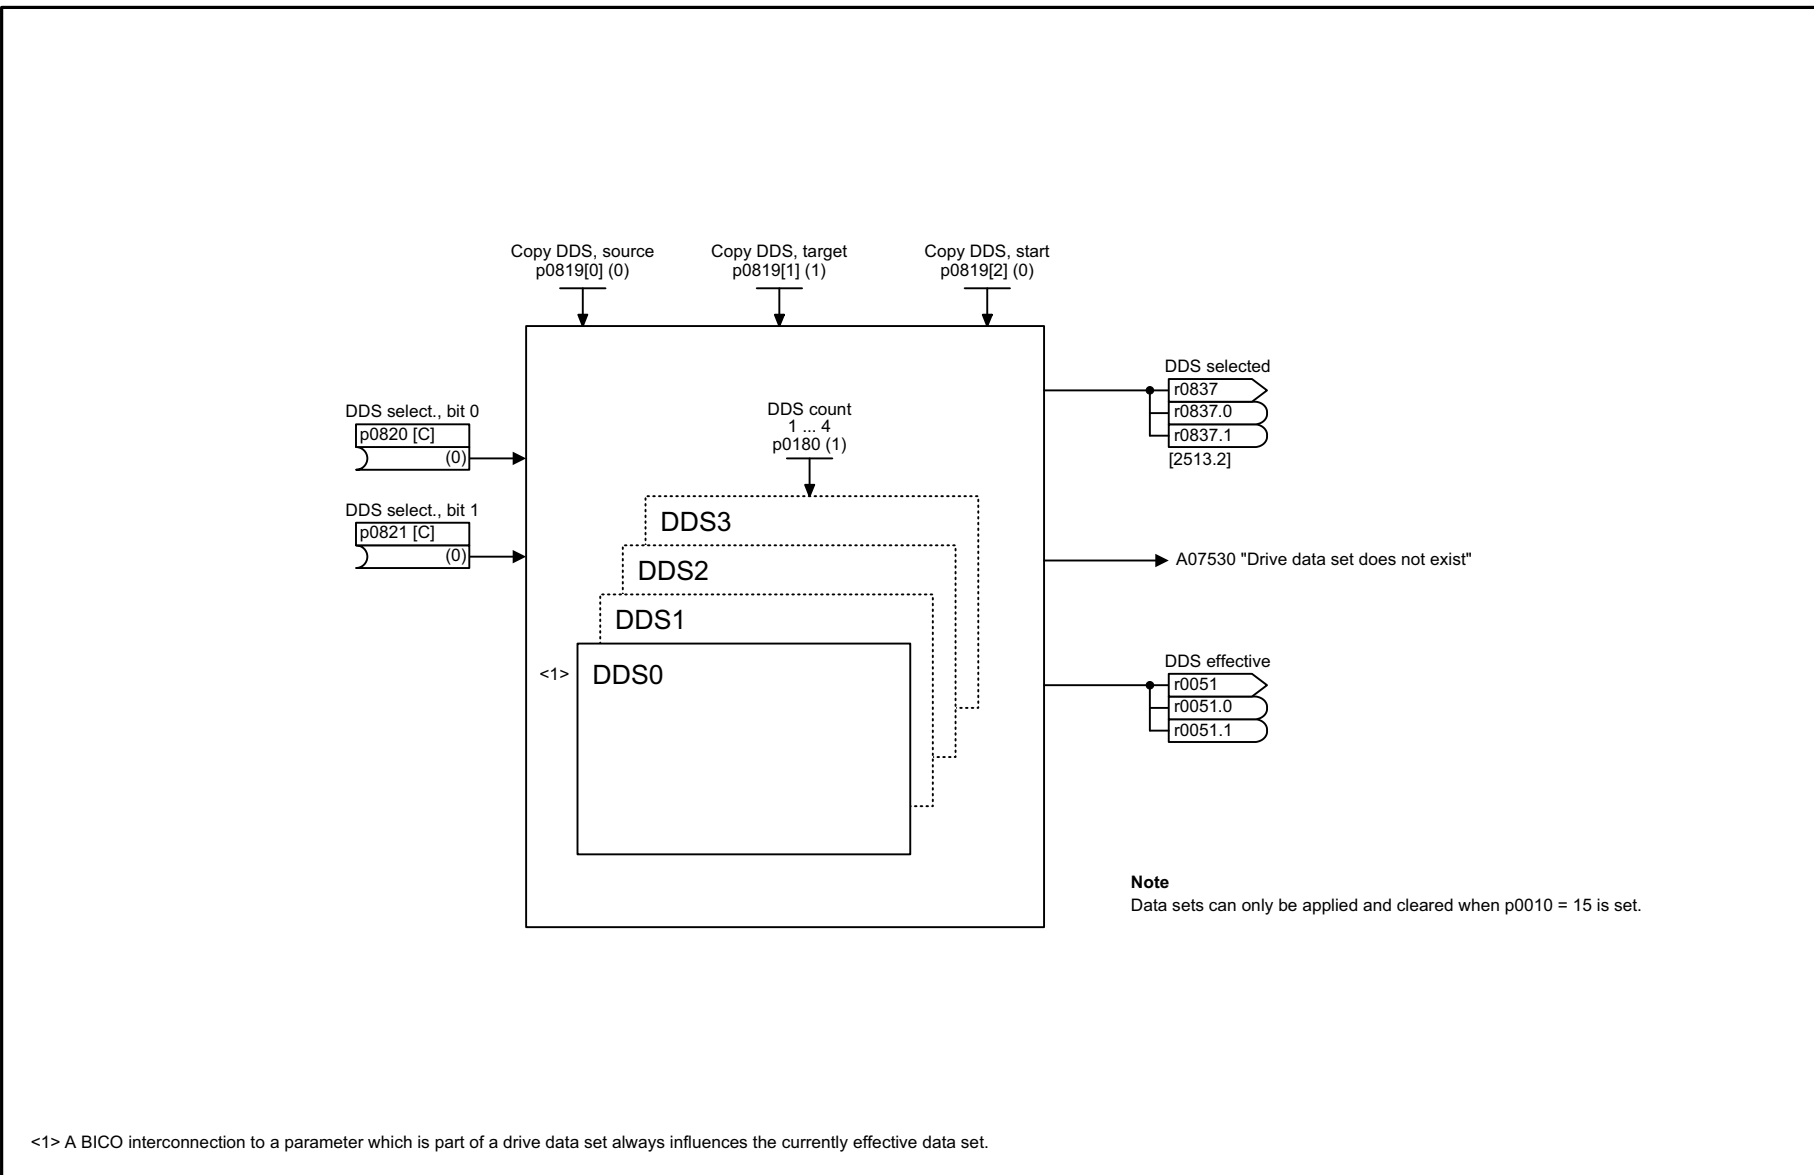 Copy DDS, source
p0819[0] (0)
Copy DDS, target
p0819[1] (1)
Copy DDS, start
p0819[2] (0)
DDS select., bit 0
p0820 [C]
(0)
DDS select., bit 1
p0821 [C]
(0)
DDS count
1 ... 4
p0180 (1)
DDS3
DDS2
DDS1
<1>
DDS0
DDS selected
r0837
r0837.0
r0837.1
[2513.2]
A07530 "Drive data set does not exist"
DDS effective
r0051
r0051.0
r0051.1
Note
Data sets can only be applied and cleared when p0010 = 15 is set.
<1> A BICO interconnection to a parameter which is part of a drive data set always influences the currently effective data set.